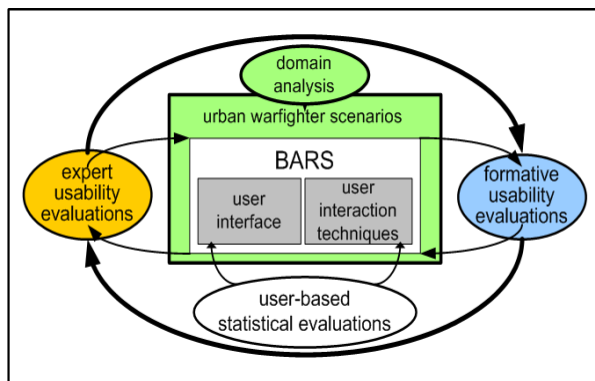 domain
analysis
urban warfighter scenarios
BARS
expert
usability
evaluations
user
interface
user
interaction
techniques
formative
usability
evaluations
user-based
statistical evaluations